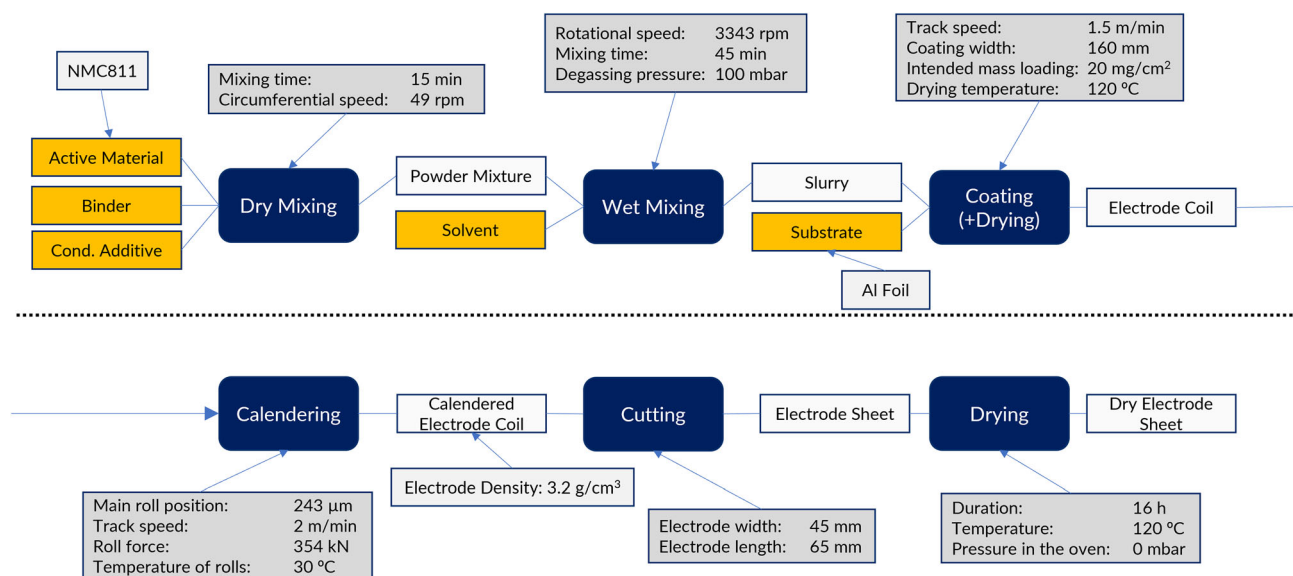 NMC811
Mixing time: 15 min
Circumferential speed: 49 rpm
Rotational speed: 3343 rpm
Mixing time: 45 min
Degassing pressure: 100 mbar
Track speed: 1.5 m/min
Coating width: 160 mm
Intended mass loading: 20 mg/cm²
Drying temperature: 120 ºC
Active Material
Binder
Cond. Additive
Dry Mixing
Powder Mixture
Solvent
Wet Mixing
Slurry
Substrate
Al Foil
Coating
(+Drying)
Electrode Coil
Calendering
Calendered
Electrode Coil
Electrode Density: 3.2 g/cm³
Cutting
Electrode Sheet
Drying
Dry Electrode
Sheet
Main roll position: 243 µm
Track speed: 2 m/min
Roll force: 354 kN
Temperature of rolls: 30 ºC
Electrode width: 45 mm
Electrode length: 65 mm
Duration: 16 h
Temperature: 120 ºC
Pressure in the oven: 0 mbar